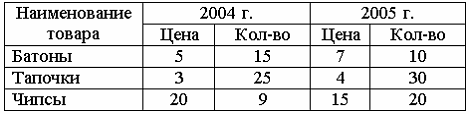 Наименование товара 2004 г. 2005 г.
Цена Кол-во Цена Кол-во
Батоны 5 15 7 10
Тапочки 3 25 4 30
Чипсы 20 9 15 20